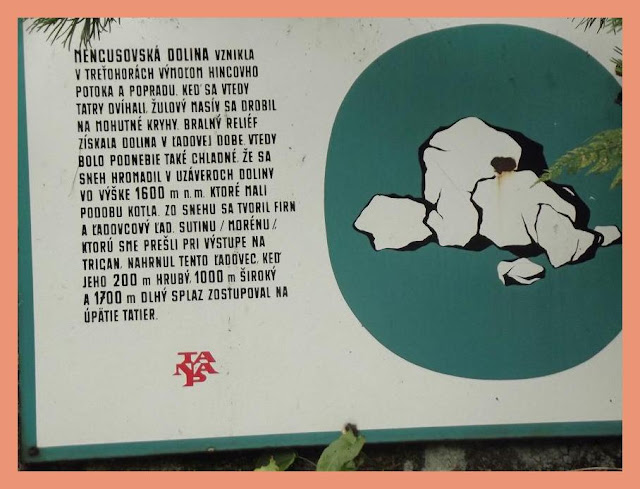 MENGUSOVSKÁ DOLINA VZNIKLA
V TREŤOHORÁCH VÝMOĽOM HINCOVHO
POTOKA A POPRADU. KEĎ SA VTEDY
TATRY DVÍHALI, ŽULOVÝ MASÍV SA DROBIL
NA MOHUTNÉ KRYHY. BRALNÝ RELIÉF
ZÍSKALA DOLINA V ĽADOVEJ DOBE. VTEDY
BOLO PODNEBIE TAKÉ CHLADNÉ, ŽE SA
SNEH HROMADIL V UZÁVEROCH DOLINY
VO VÝŠKE 1600 m n. m. KTORÉ MALI
PODOBU KOTLA. ZO SNEHU SA TVORIL FIRN
A ĽADOVCOVÝ ĽAD. SUTINU /MORÉNU/,
KTORÚ SME PREŠLI PRI VÝSTUPE NA
TRIGAN, NAHRNUL TENTO ĽADOVEC, KEĎ
JEHO 200 m HRUBÝ, 1000 m ŠIROKÝ
A 1700 m DLHÝ SPLAZ ZOSTUPOVAL NA
ÚPÄTIE TATIER.
TANAP